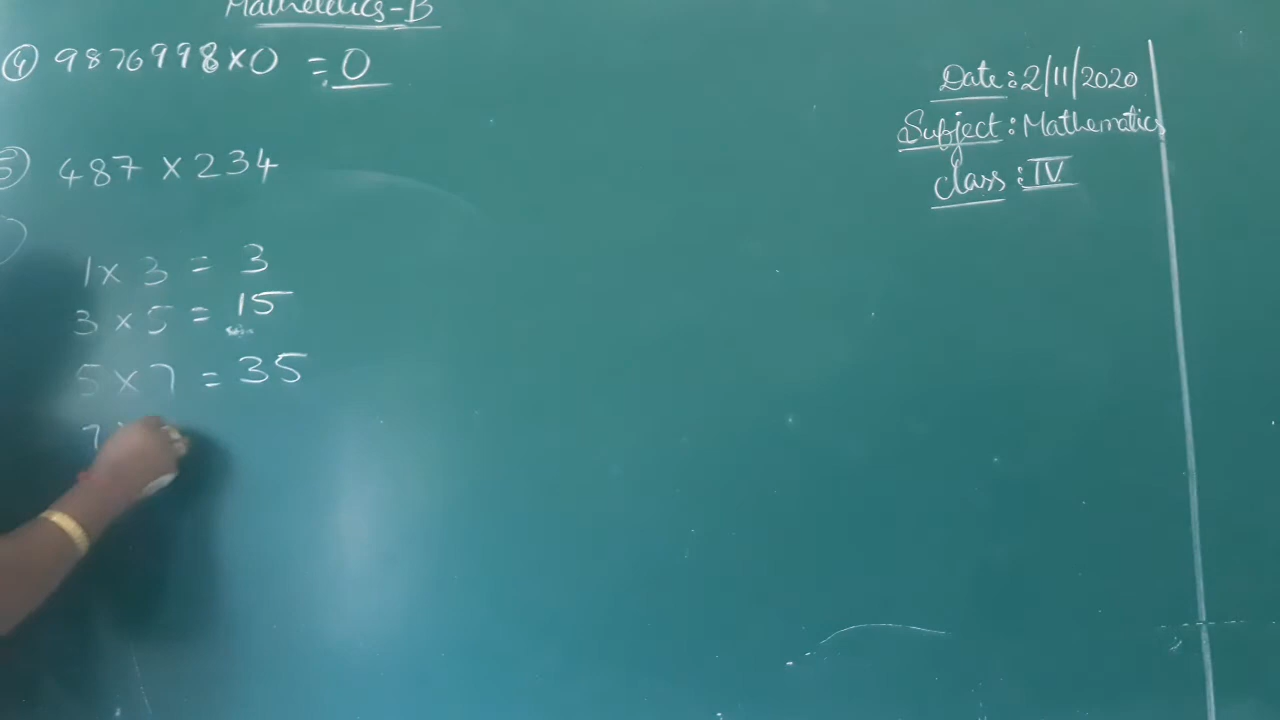 Mathematics-B
④ 9876998×0 = 0
⑤ 487 × 234
1 × 3 = 3
3 × 5 = 15
5 × 7 = 35
7
Date: 2/11/2020
Subject: Mathematics
Class: IV